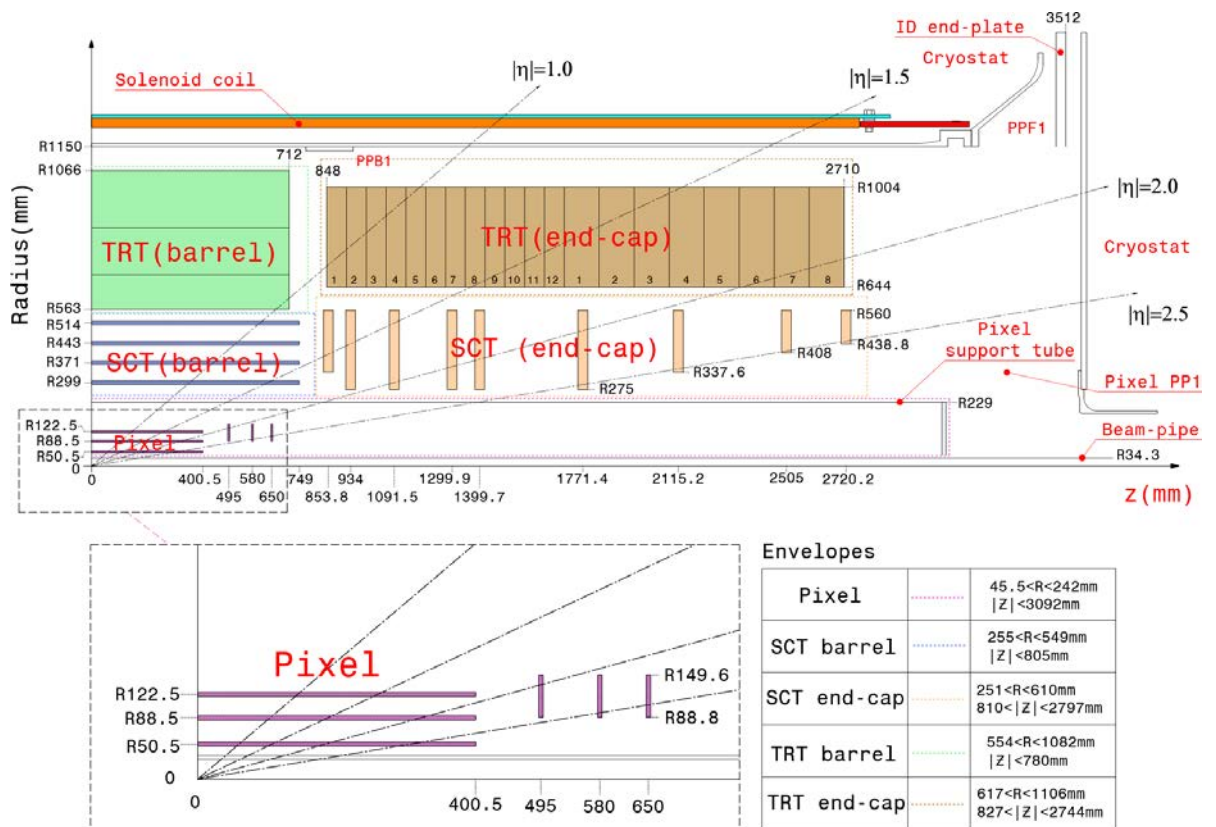 3512
ID end-plate
Cryostat
|η|=1.0
|η|=1.5
Solenoid coil
PPF1
R1150
712
PPB1
848
2710
R1066
R1004
|η|=2.0
Radius(mm)
TRT(barrel)
TRT(end-cap)
Cryostat
1 2 3 4 5 6 7 8 9 10 11 12 1 2 3 4 5 6 7 8
R644
R563
R514
R443
R371
R299
SCT(barrel)
SCT (end-cap)
R560
R438.8
R408
R337.6
R275
|η|=2.5
Pixel
support tube
Pixel PP1
R229
R122.5
R88.5
R50.5
Pixel
Beam-pipe
R34.3
0
0
400.5
580
749
934
1299.9
1771.4
2115.2
2505
2720.2
495
650
853.8
1091.5
1399.7
z(mm)
Pixel
R122.5
R88.5
R50.5
0
R149.6
R88.8
0
400.5
495
580
650
Envelopes
Pixel
45.5<R<242mm
|Z|<3092mm
SCT barrel
255<R<549mm
|Z|<805mm
SCT end-cap
251<R<610mm
810<|Z|<2797mm
TRT barrel
554<R<1082mm
|Z|<780mm
TRT end-cap
617<R<1106mm
827<|Z|<2744mm